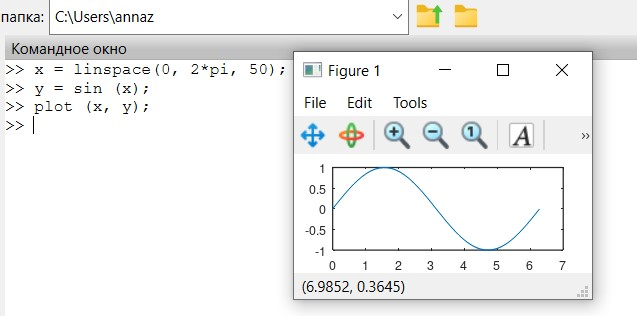 папка: C:\Users\annaz
Командное окно
>> x = linspace(0, 2*pi, 50);
>> y = sin (x);
>> plot (x, y);
>>
Figure 1
File Edit Tools
1 A »
1
0.5
0
-0.5
-1
0 1 2 3 4 5 6 7
(6.9852, 0.3645)